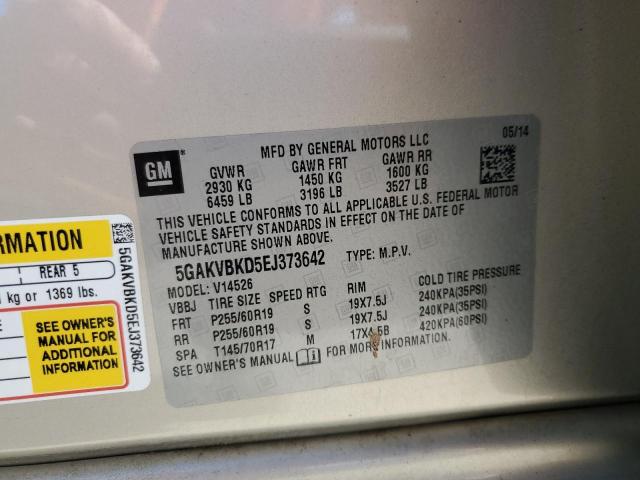 MFD BY GENERAL MOTORS LLC 05/14
GM
GVWR GAWR FRT GAWR RR
2930 KG 1450 KG 1600 KG
6459 LB 3196 LB 3527 LB
THIS VEHICLE CONFORMS TO ALL APPLICABLE U.S. FEDERAL MOTOR
VEHICLE SAFETY STANDARDS IN EFFECT ON THE DATE OF
MANUFACTURE SHOWN ABOVE.
5GAKVBKD5EJ373642 TYPE: M.P.V.
MODEL: V14526
VBBJ TIRE SIZE SPEED RTG RIM COLD TIRE PRESSURE
FRT P255/60R19 S 19X7.5J 240KPA(35PSI)
RR P255/60R19 S 19X7.5J 240KPA(35PSI)
SPA T145/70R17 M 420KPA(60PSI)
SEE OWNER'S MANUAL FOR MORE INFORMATION.
RMATION
REAR 5
kg or 1369 lbs.
SEE OWNER'S
MANUAL FOR
ADDITIONAL
INFORMATION
5GAKVBKD5EJ373642